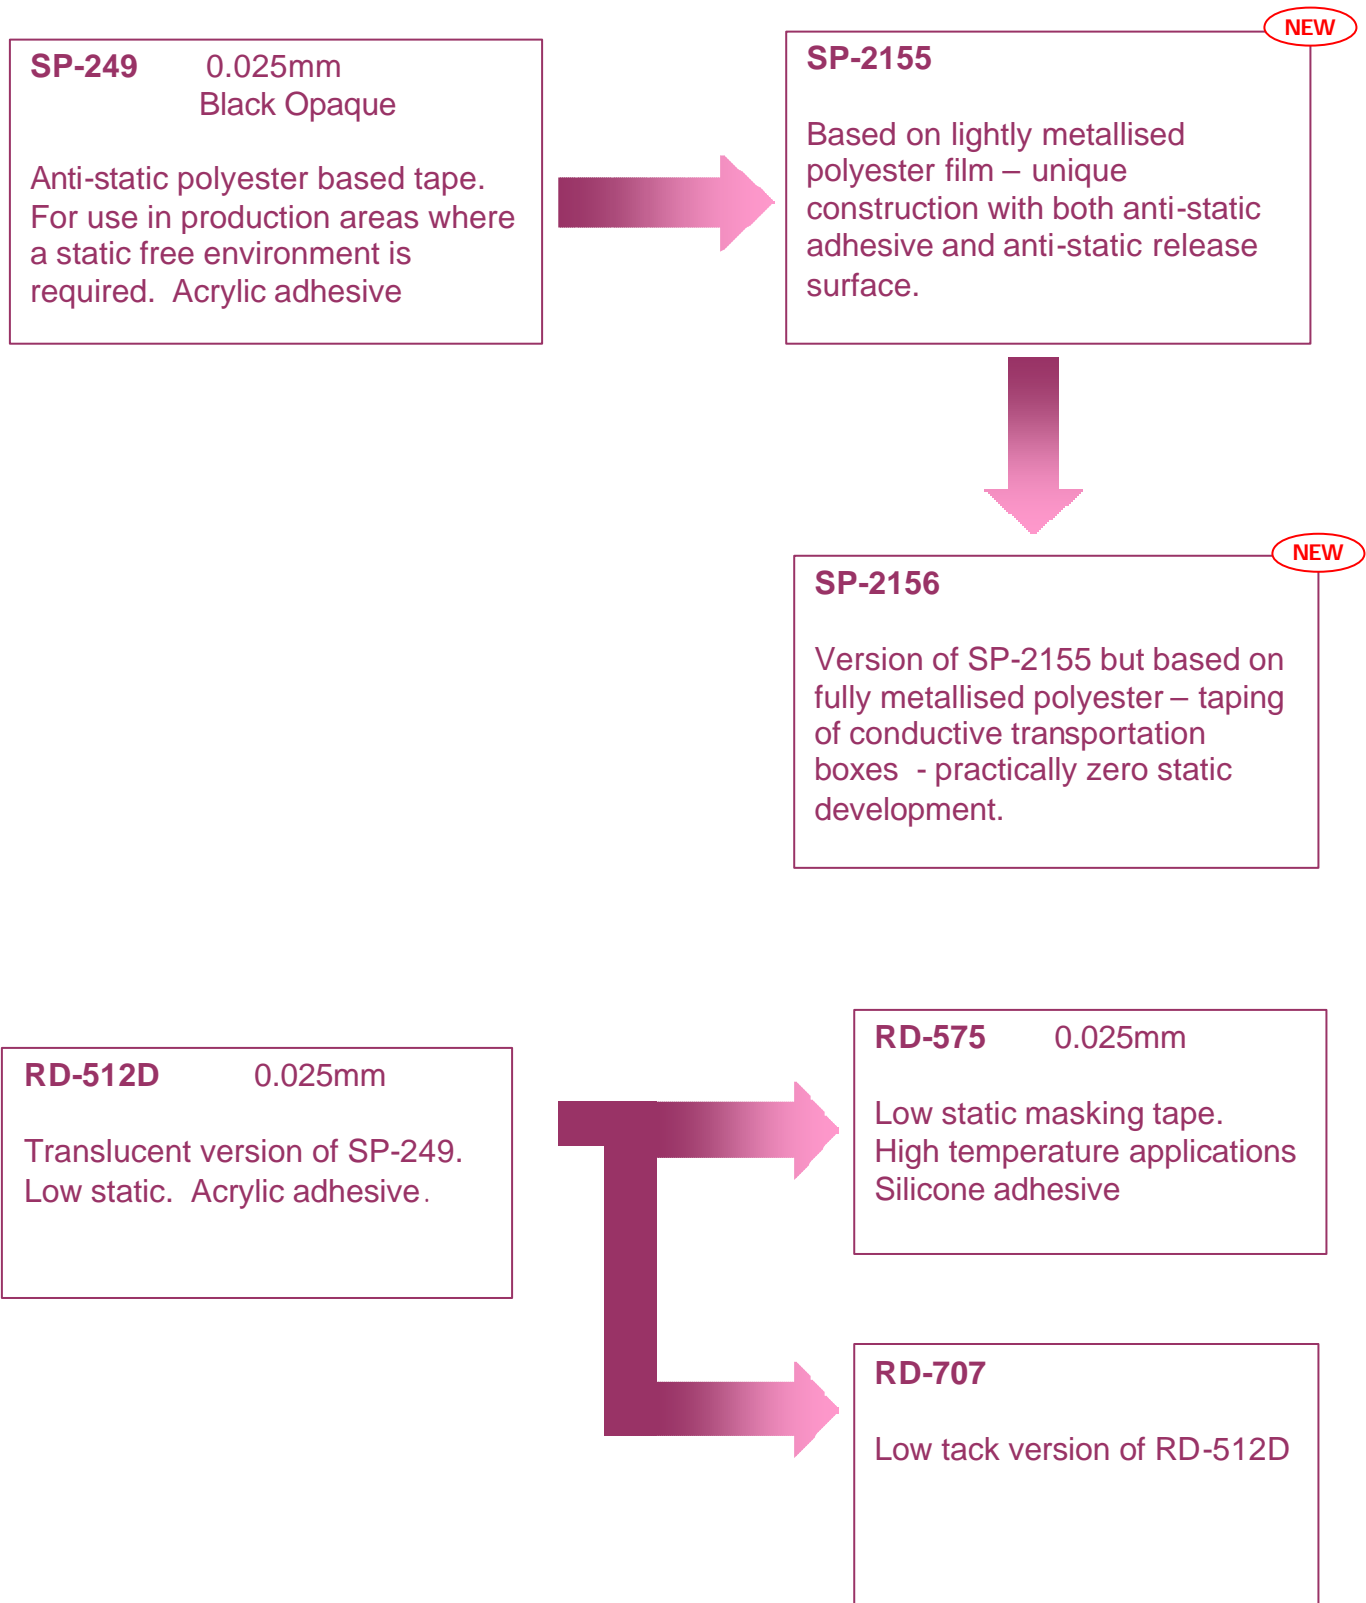 SP-249 0.025mm
Black Opaque
Anti-static polyester based tape.
For use in production areas where
a static free environment is
required. Acrylic adhesive
NEW
SP-2155
Based on lightly metallised
polyester film – unique
construction with both anti-static
adhesive and anti-static release
surface.
NEW
SP-2156
Version of SP-2155 but based on
fully metallised polyester – taping
of conductive transportation
boxes - practically zero static
development.
RD-512D 0.025mm
Translucent version of SP-249.
Low static. Acrylic adhesive.
RD-575 0.025mm
Low static masking tape.
High temperature applications
Silicone adhesive
RD-707
Low tack version of RD-512D